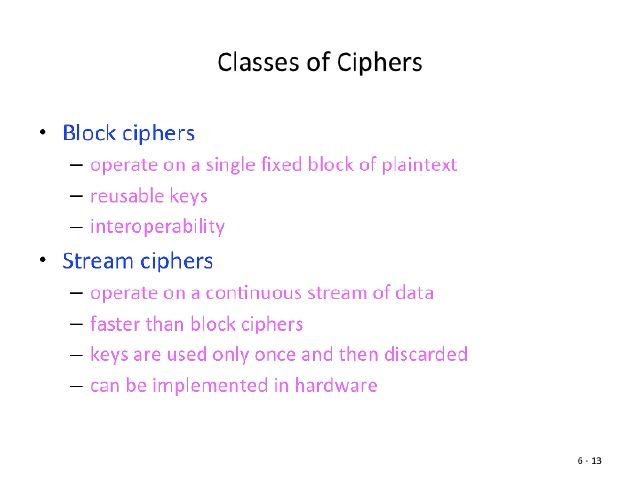 Classes of Ciphers
• Block ciphers
– operate on a single fixed block of plaintext
– reusable keys
– interoperability
• Stream ciphers
– operate on a continuous stream of data
– faster than block ciphers
– keys are used only once and then discarded
– can be implemented in hardware
6 - 13